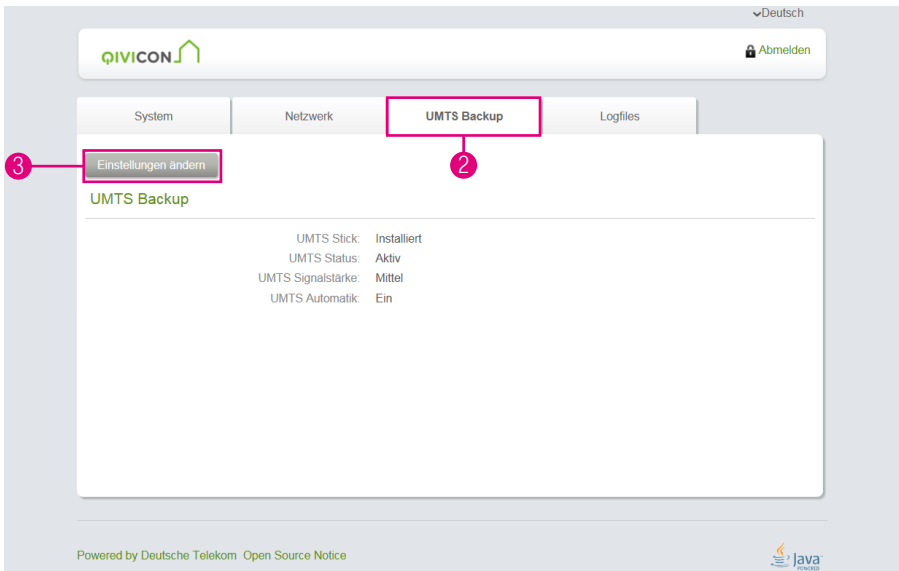 Deutsch
QIVICON
Abmelden
System
Netzwerk
UMTS Backup
Logfiles
2
3
Einstellungen ändern
UMTS Backup
UMTS Stick: Installiert
UMTS Status: Aktiv
UMTS Signalstärke: Mittel
UMTS Automatik: Ein
Powered by Deutsche Telekom Open Source Notice
Java
POWERED